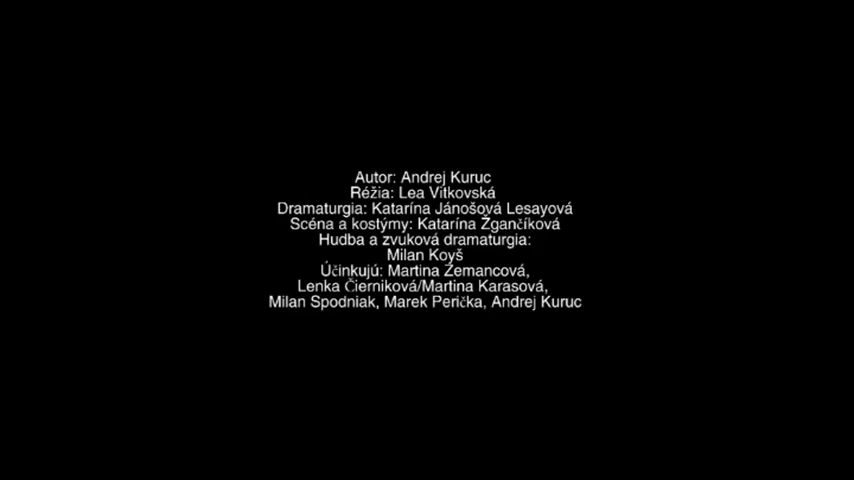 Autor: Andrej Kuruc
Réžia: Lea Vitkovská
Dramaturgia: Katarína Jánošová Lesayová
Scéna a kostýmy: Katarína Žgančíková
Hudba a zvuková dramaturgia:
Milan Koyš
Účinkujú: Martina Zemancová,
Lenka Čierniková/Martina Karasová,
Milan Spodniak, Marek Perička, Andrej Kuruc